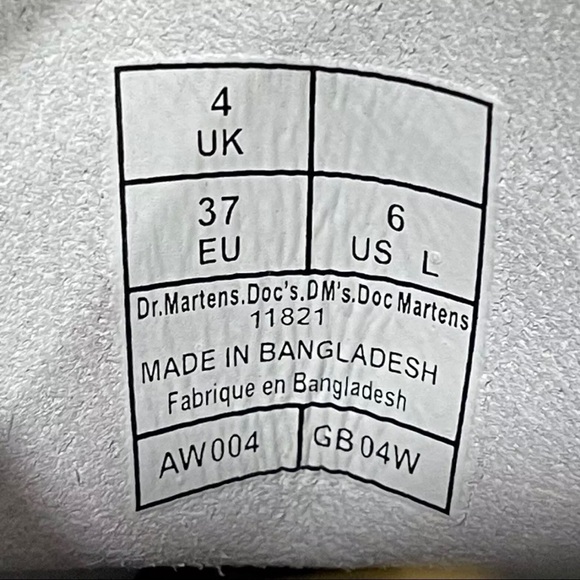 4
UK
37
EU
6
US L
Dr.Martens.Doc's.DM's.Doc Martens
11821
MADE IN BANGLADESH
Fabrique en Bangladesh
AW004
GB04W